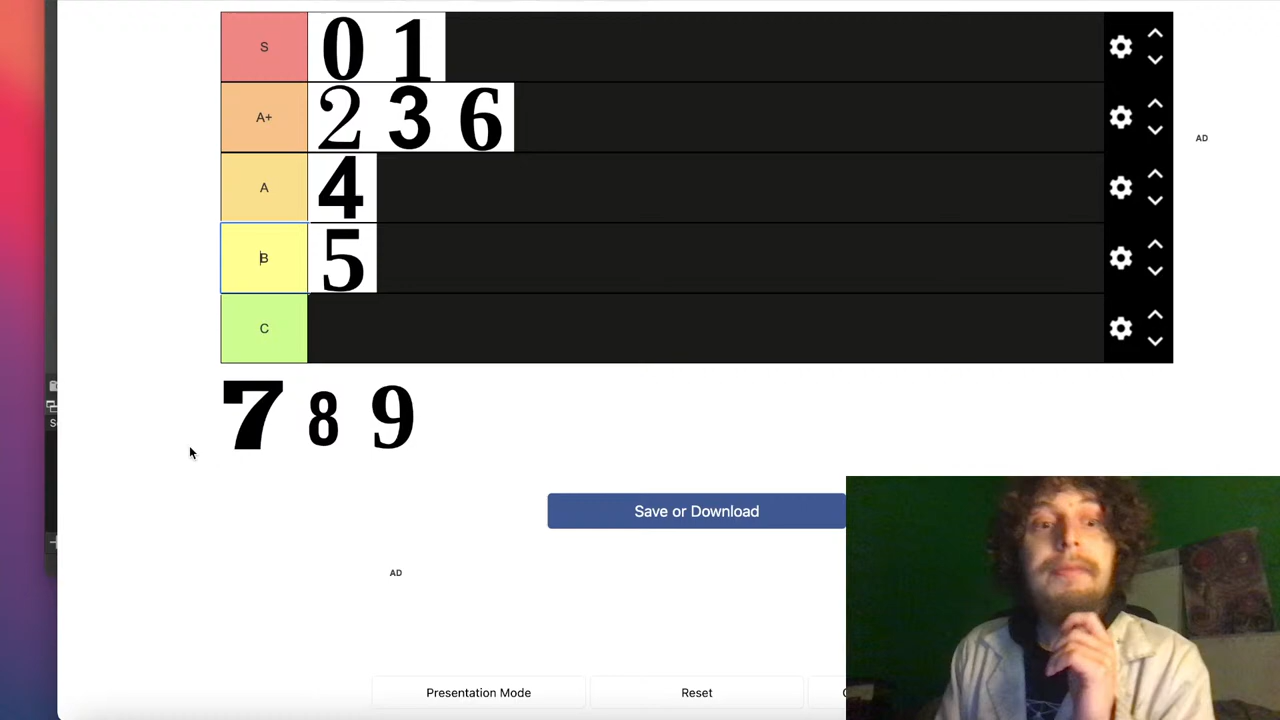 S 0 1
A+ 2 3 6
A 4
B 5
C
7 8 9
AD
Save or Download
AD
Presentation Mode Reset